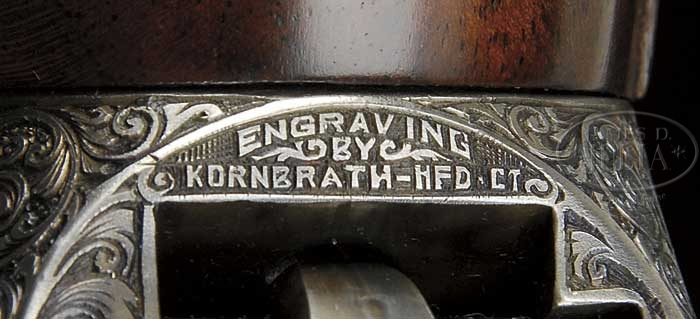 ENGRAVING
BY
KORNBRATH-HFD. CT.